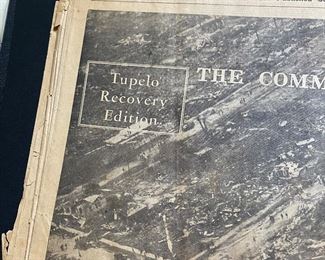 Tupelo
Recovery
Edition
THE COMM